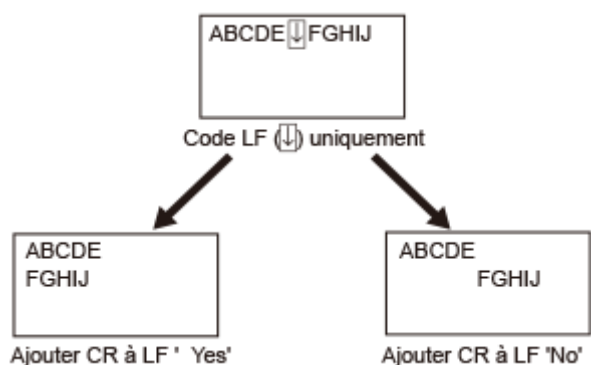 ABCDE↓FGHIJ
Code LF (↓) uniquement
ABCDE
FGHIJ
Ajouter CR à LF ' Yes'
ABCDE
FGHIJ
Ajouter CR à LF 'No'